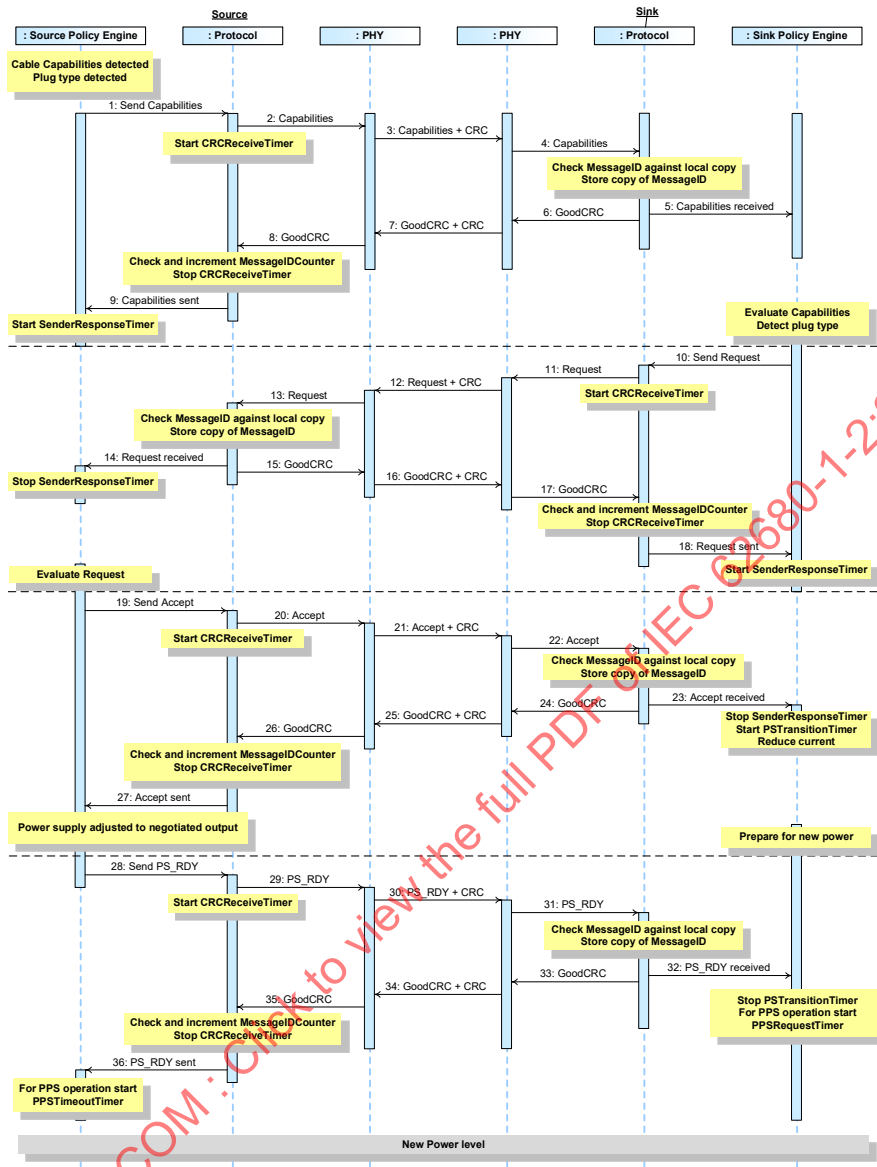 Source
Sink
: Source Policy Engine
: Protocol
: PHY
: PHY
: Protocol
: Sink Policy Engine
Cable Capabilities detected
Plug type detected
1: Send Capabilities
2: Capabilities
Start CRCReceiveTimer
3: Capabilities + CRC
4: Capabilities
Check MessageID against local copy
Store copy of MessageID
5: Capabilities received
6: GoodCRC
7: GoodCRC + CRC
8: GoodCRC
Check and increment MessageIDCounter
Stop CRCReceiveTimer
9: Capabilities sent
Start SenderResponseTimer
Evaluate Capabilities
Detect plug type
10: Send Request
11: Request
Start CRCReceiveTimer
12: Request + CRC
13: Request
Check MessageID against local copy
Store copy of MessageID
14: Request received
Stop SenderResponseTimer
15: GoodCRC
16: GoodCRC + CRC
17: GoodCRC
Check and increment MessageIDCounter
Stop CRCReceiveTimer
18: Request sent
Start SenderResponseTimer
Evaluate Request
19: Send Accept
20: Accept
Start CRCReceiveTimer
21: Accept + CRC
22: Accept
Check MessageID against local copy
Store copy of MessageID
23: Accept received
Stop SenderResponseTimer
Start PSTransitionTimer
Reduce current
24: GoodCRC
25: GoodCRC + CRC
26: GoodCRC
Check and increment MessageIDCounter
Stop CRCReceiveTimer
27: Accept sent
Power supply adjusted to negotiated output
Prepare for new power
28: Send PS_RDY
29: PS_RDY
Start CRCReceiveTimer
30: PS_RDY + CRC
31: PS_RDY
Check MessageID against local copy
Store copy of MessageID
32: PS_RDY received
33: GoodCRC
34: GoodCRC + CRC
35: GoodCRC
Stop PSTransitionTimer
For PPS operation start
PPSRequestTimer
Check and increment MessageIDCounter
Stop CRCReceiveTimer
36: PS_RDY sent
For PPS operation start
PPSTimeoutTimer
New Power level
COM : Click to view the full PDF of IEC 62680-1-2: